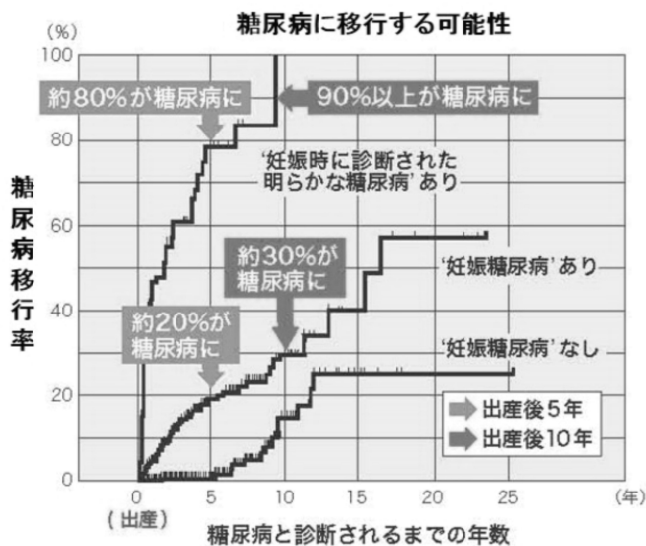 糖尿病に移行する可能性
(%)
100
80
60
40
20
0
糖尿病移行率
約80%が糖尿病に
90%以上が糖尿病に
‘妊娠時に診断された
明らかな糖尿病’あり
約30%が
糖尿病に
‘妊娠糖尿病’あり
約20%が
糖尿病に
‘妊娠糖尿病’なし
出産後5年
出産後10年
0
5
10
15
20
25
(年)
(出産)
糖尿病と診断されるまでの年数